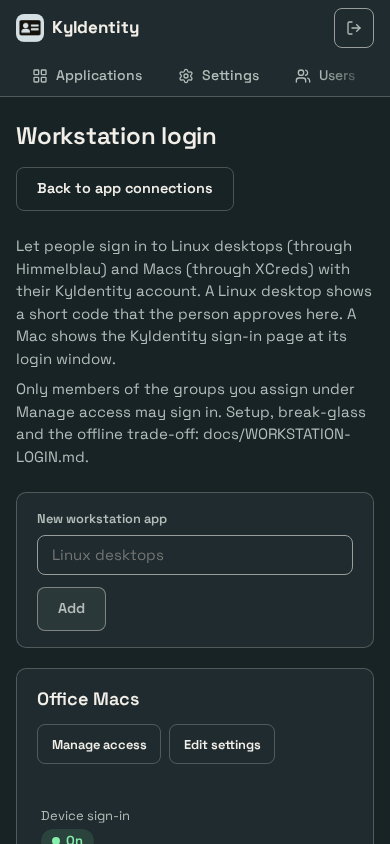 KyIdentity
Applications
Settings
Users
Workstation login
Back to app connections
Let people sign in to Linux desktops (through
Himmelblau) and Macs (through XCreds) with
their KyIdentity account. A Linux desktop shows
a short code that the person approves here. A
Mac shows the KyIdentity sign-in page at its
login window.
Only members of the groups you assign under
Manage access may sign in. Setup, break-glass
and the offline trade-off: docs/WORKSTATION-
LOGIN.md.
New workstation app
Linux desktops
Add
Office Macs
Manage access
Edit settings
Device sign-in
On